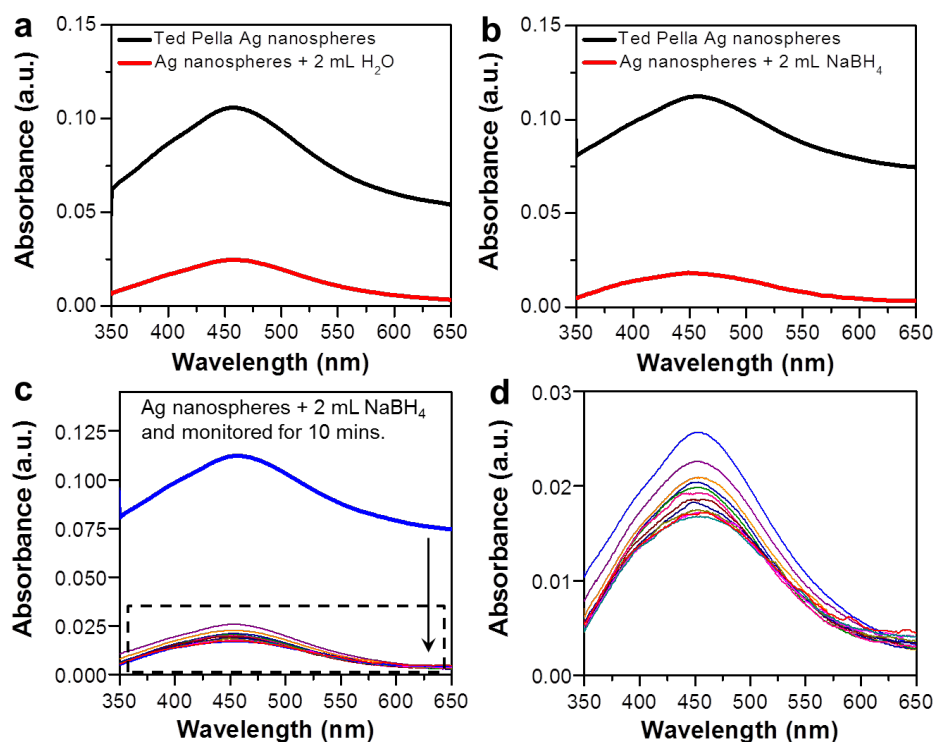 a
0.15
Ted Pella Ag nanospheres
Ag nanospheres + 2 mL H₂O
0.10
0.05
0.00
Absorbance (a.u.)
350 400 450 500 550 600 650
Wavelength (nm)
b
0.15
Ted Pella Ag nanospheres
Ag nanospheres + 2 mL NaBH₄
0.10
0.05
0.00
Absorbance (a.u.)
350 400 450 500 550 600 650
Wavelength (nm)
c
Ag nanospheres + 2 mL NaBH₄
and monitored for 10 mins.
0.125
0.100
0.075
0.050
0.025
0.000
Absorbance (a.u.)
350 400 450 500 550 600 650
Wavelength (nm)
d
0.03
0.02
0.01
0.00
Absorbance (a.u.)
350 400 450 500 550 600 650
Wavelength (nm)